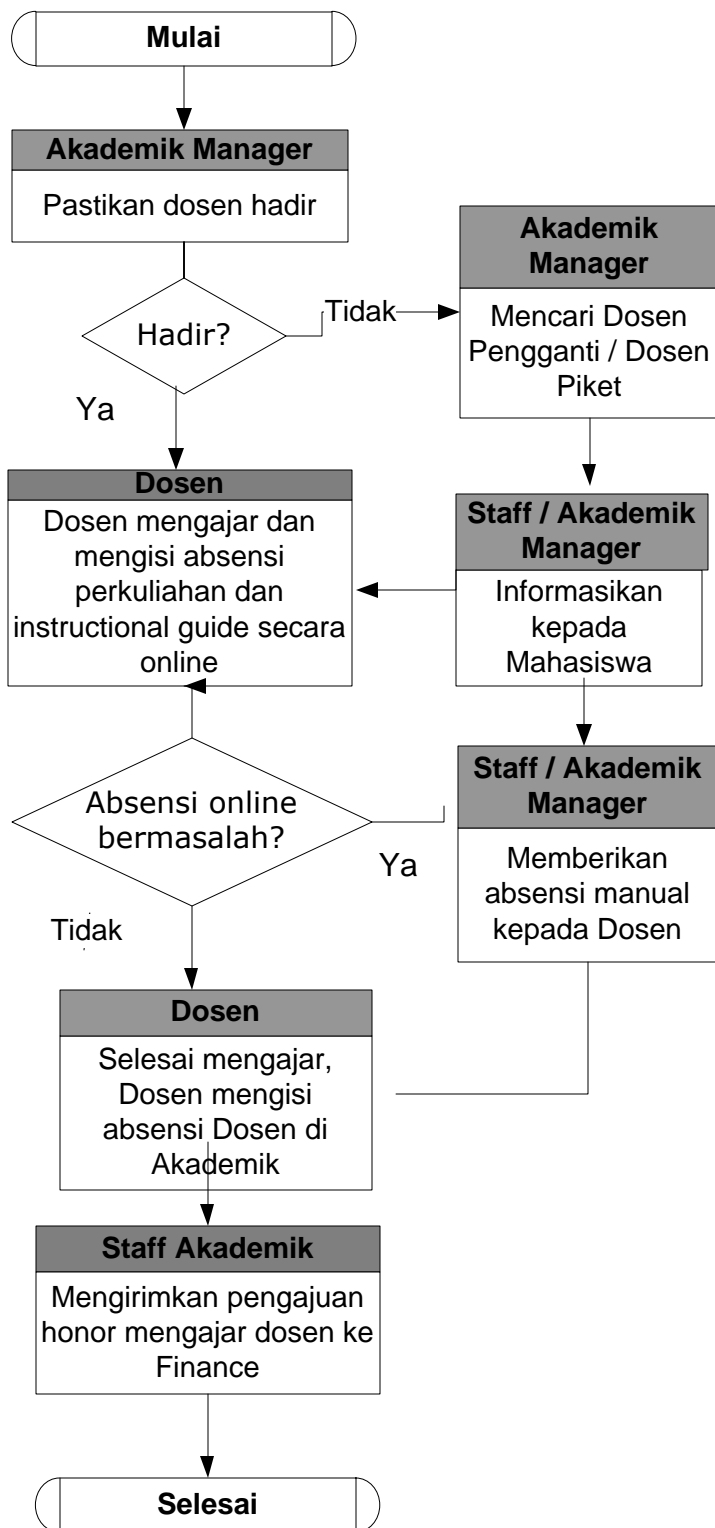 Mulai
Akademik Manager
Pastikan dosen hadir
Akademik
Manager
Mencari Dosen
Pengganti / Dosen
Piket
Hadir?
Tidak
Ya
Dosen
Dosen mengajar dan
mengisi absensi
perkuliahan dan
instructional guide secara
online
Staff / Akademik
Manager
Informasikan
kepada
Mahasiswa
Absensi online
bermasalah?
Ya
Tidak
Staff / Akademik
Manager
Memberikan
absensi manual
kepada Dosen
Dosen
Selesai mengajar,
Dosen mengisi
absensi Dosen di
Akademik
Staff Akademik
Mengirimkan pengajuan
honor mengajar dosen ke
Finance
Selesai